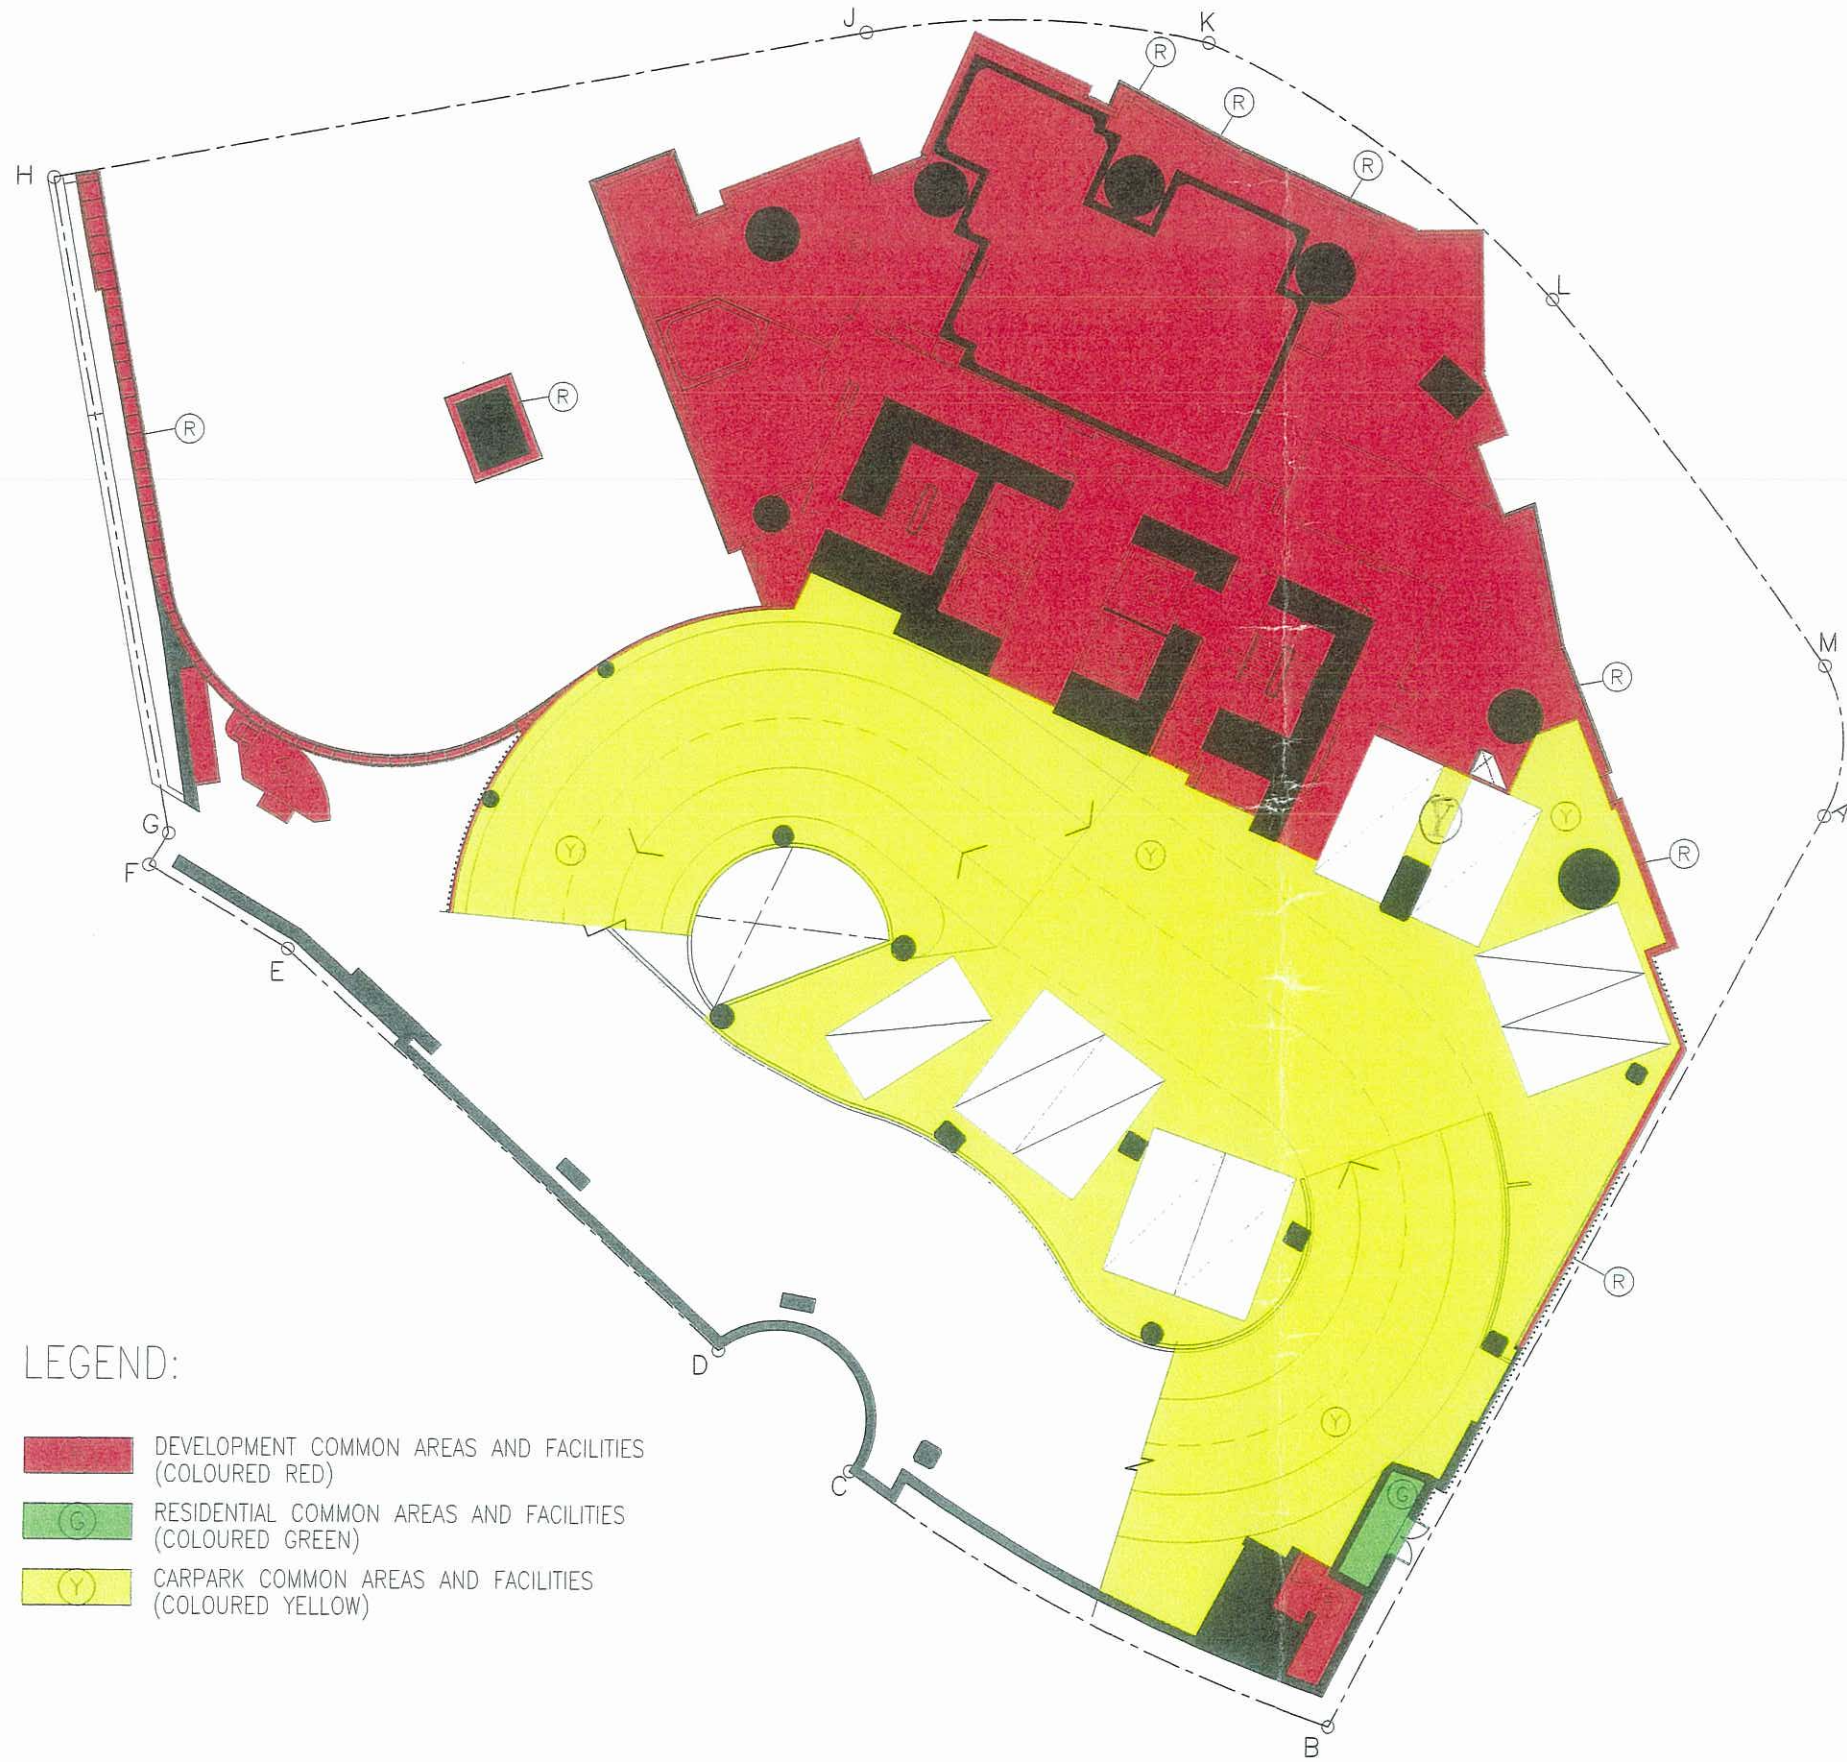 J
K
R
R
R
H
L
R
R
M
R
A
Y
Y
Y
Y
R
G
F
E
R
D
Y
C
G
B
LEGEND:
DEVELOPMENT COMMON AREAS AND FACILITIES
(COLOURED RED)
G
RESIDENTIAL COMMON AREAS AND FACILITIES
(COLOURED GREEN)
Y
CARPARK COMMON AREAS AND FACILITIES
(COLOURED YELLOW)